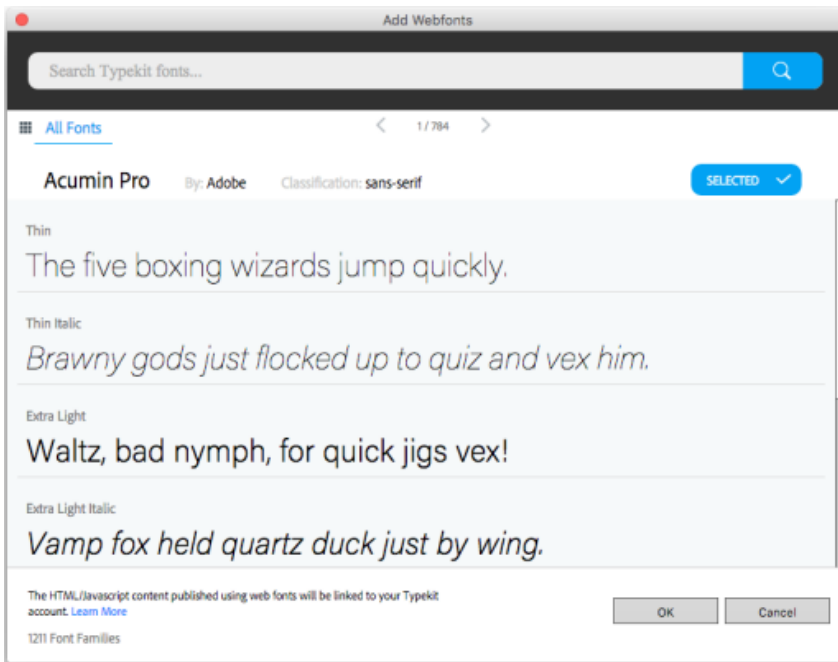 Add Webfonts
Search Typekit fonts...
All Fonts
1 / 784
Acumin Pro By: Adobe Classification: sans-serif SELECTED
Thin
The five boxing wizards jump quickly.
Thin Italic
Brawny gods just flocked up to quiz and vex him.
Extra Light
Waltz, bad nymph, for quick jigs vex!
Extra Light Italic
Vamp fox held quartz duck just by wing.
The HTML/Javascript content published using web fonts will be linked to your Typekit
account. Learn More
OK Cancel
1211 Font Families